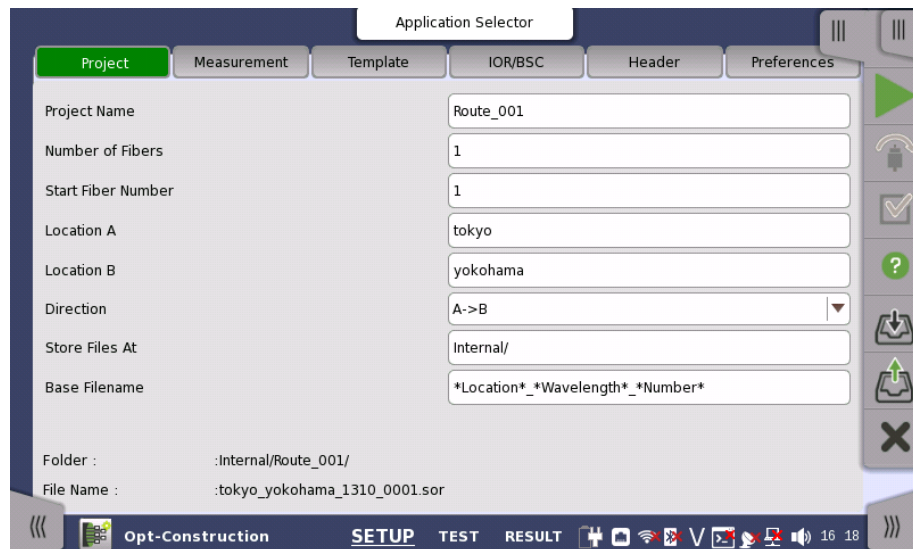 Application Selector
Project Measurement Template IOR/BSC Header Preferences
Project Name Route_001
Number of Fibers 1
Start Fiber Number 1
Location A tokyo
Location B yokohama
Direction A->B
Store Files At Internal/
Base Filename *Location*_*Wavelength*_*Number*
Folder : :Internal/Route_001/
File Name : :tokyo_yokohama_1310_0001.sor
Opt-Construction SETUP TEST RESULT 16 18